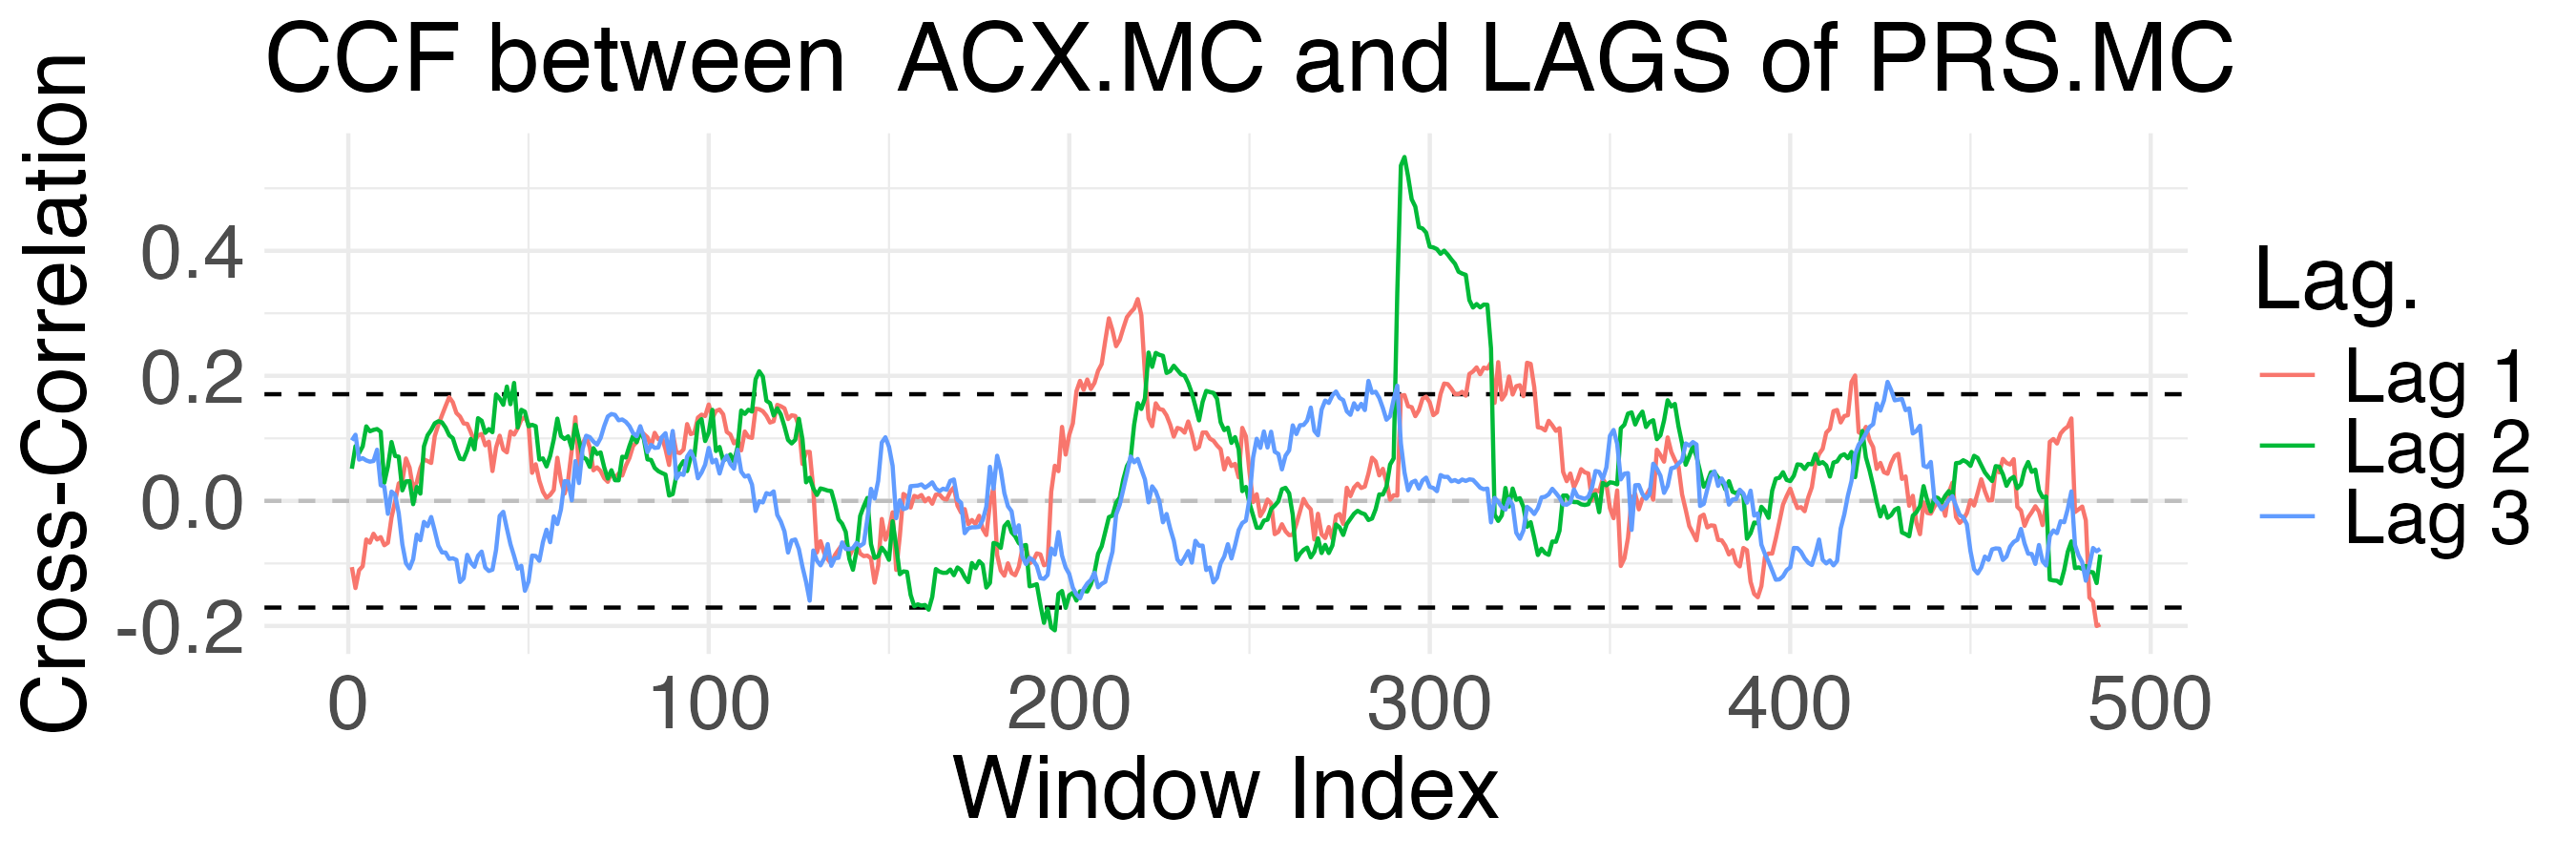 CCF between  ACX.MC and LAGS of PRS.MC
Cross-Correlation
0.4
0.2
0.0
-0.2
0 100 200 300 400 500
Window Index
Lag.
Lag 1
Lag 2
Lag 3